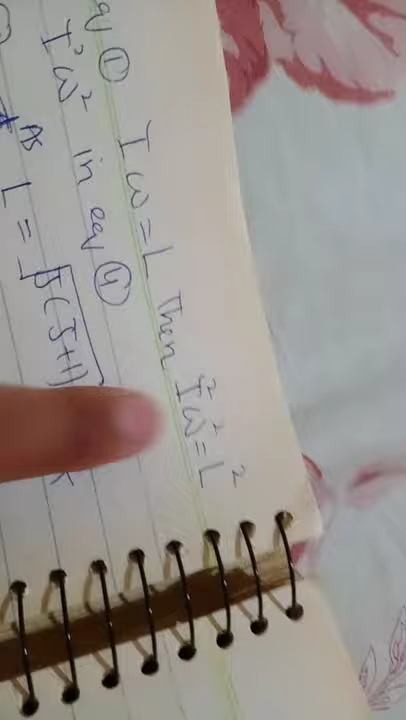 eq ① Iω = L Then I²ω² = L²
I²ω² in eq ④
As L = √J(J+1)